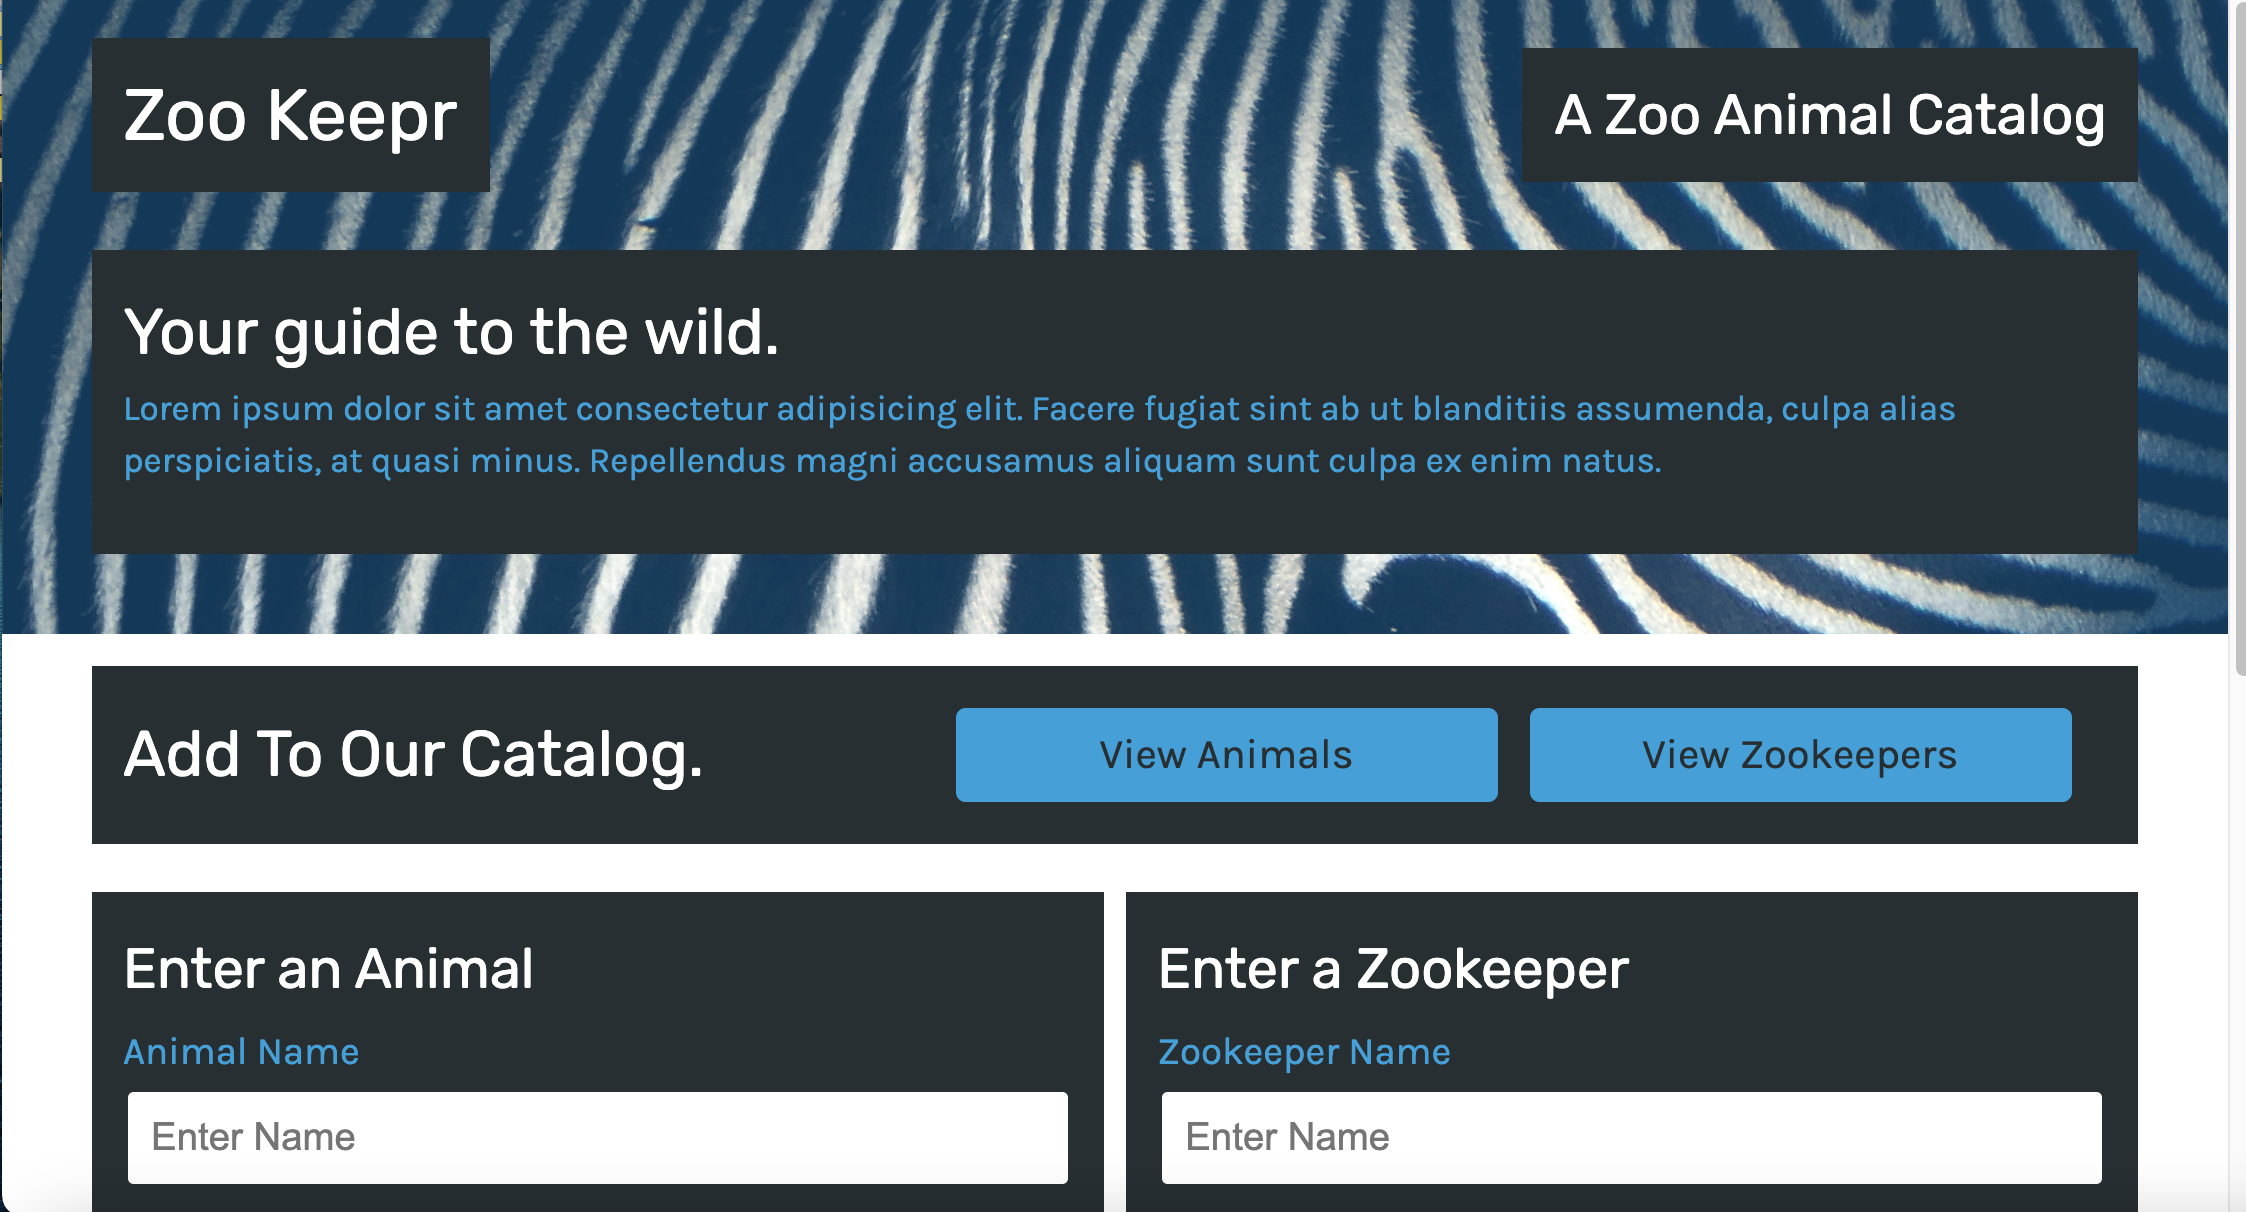 Zoo Keepr
A Zoo Animal Catalog
Your guide to the wild.
Lorem ipsum dolor sit amet consectetur adipisicing elit. Facere fugiat sint ab ut blanditiis assumenda, culpa alias
perspiciatis, at quasi minus. Repellendus magni accusamus aliquam sunt culpa ex enim natus.
Add To Our Catalog.
View Animals
View Zookeepers
Enter an Animal
Animal Name
Enter Name
Enter a Zookeeper
Zookeeper Name
Enter Name